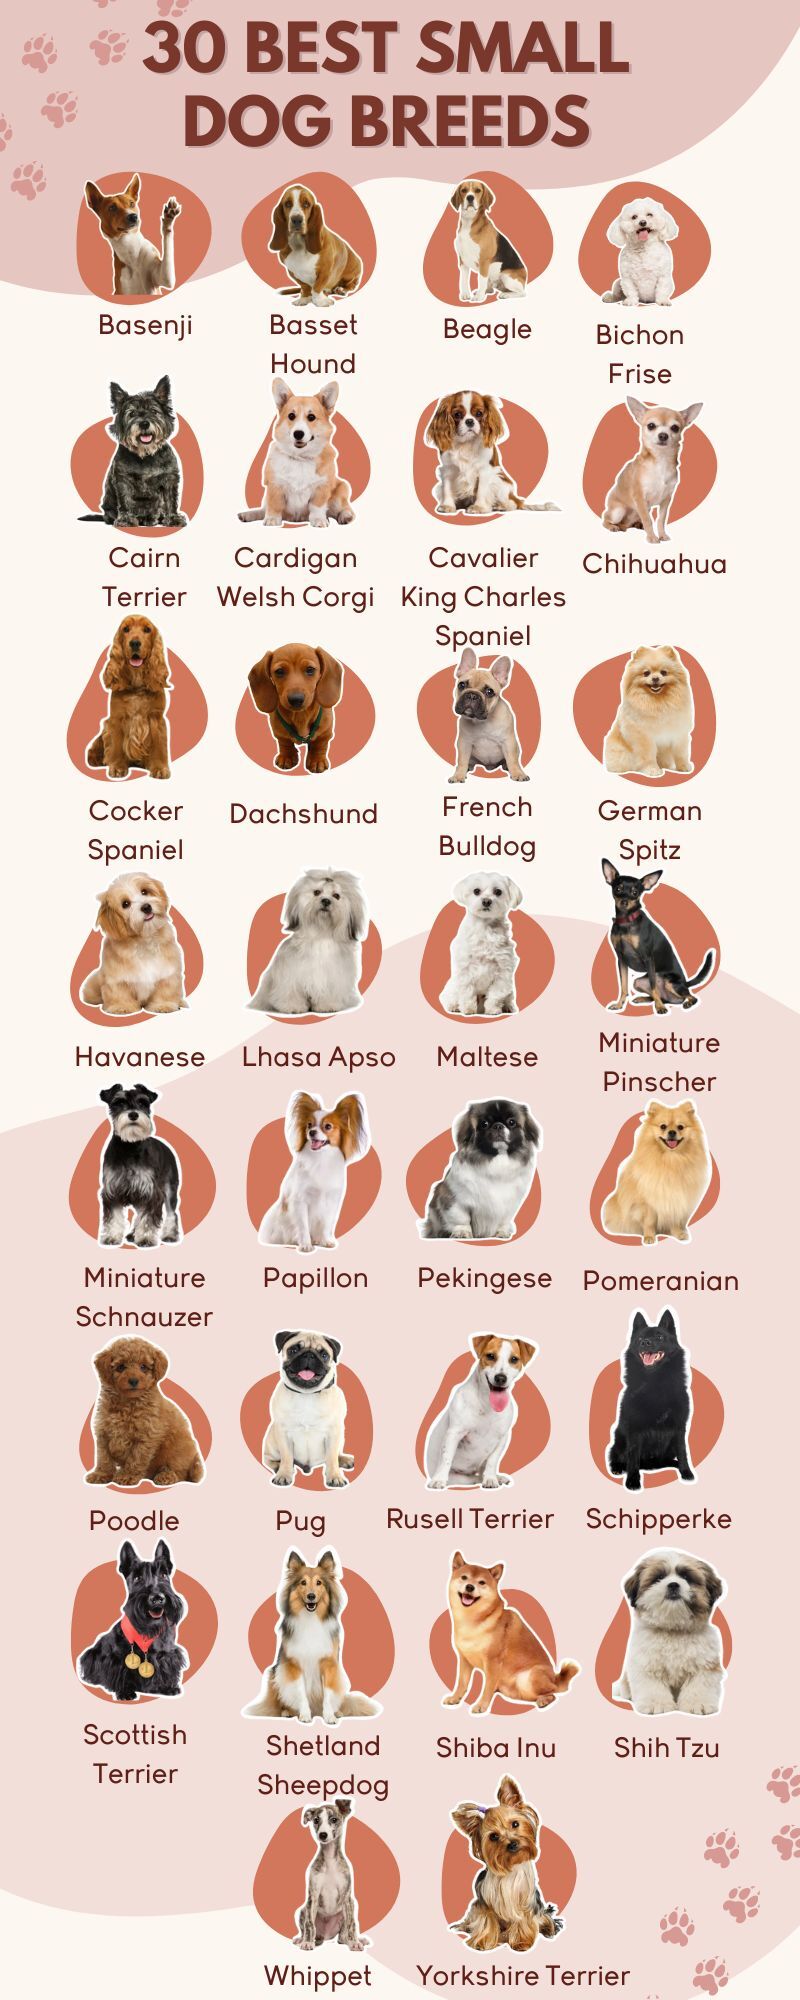 30 BEST SMALL
DOG BREEDS
Basenji
Basset
Hound
Beagle
Bichon
Frise
Cairn
Terrier
Cardigan
Welsh Corgi
Cavalier
King Charles
Spaniel
Chihuahua
Cocker
Spaniel
Dachshund
French
Bulldog
German
Spitz
Havanese
Lhasa Apso
Maltese
Miniature
Pinscher
Miniature
Schnauzer
Papillon
Pekingese
Pomeranian
Poodle
Pug
Rusell Terrier
Schipperke
Scottish
Terrier
Shetland
Sheepdog
Shiba Inu
Shih Tzu
Whippet
Yorkshire Terrier